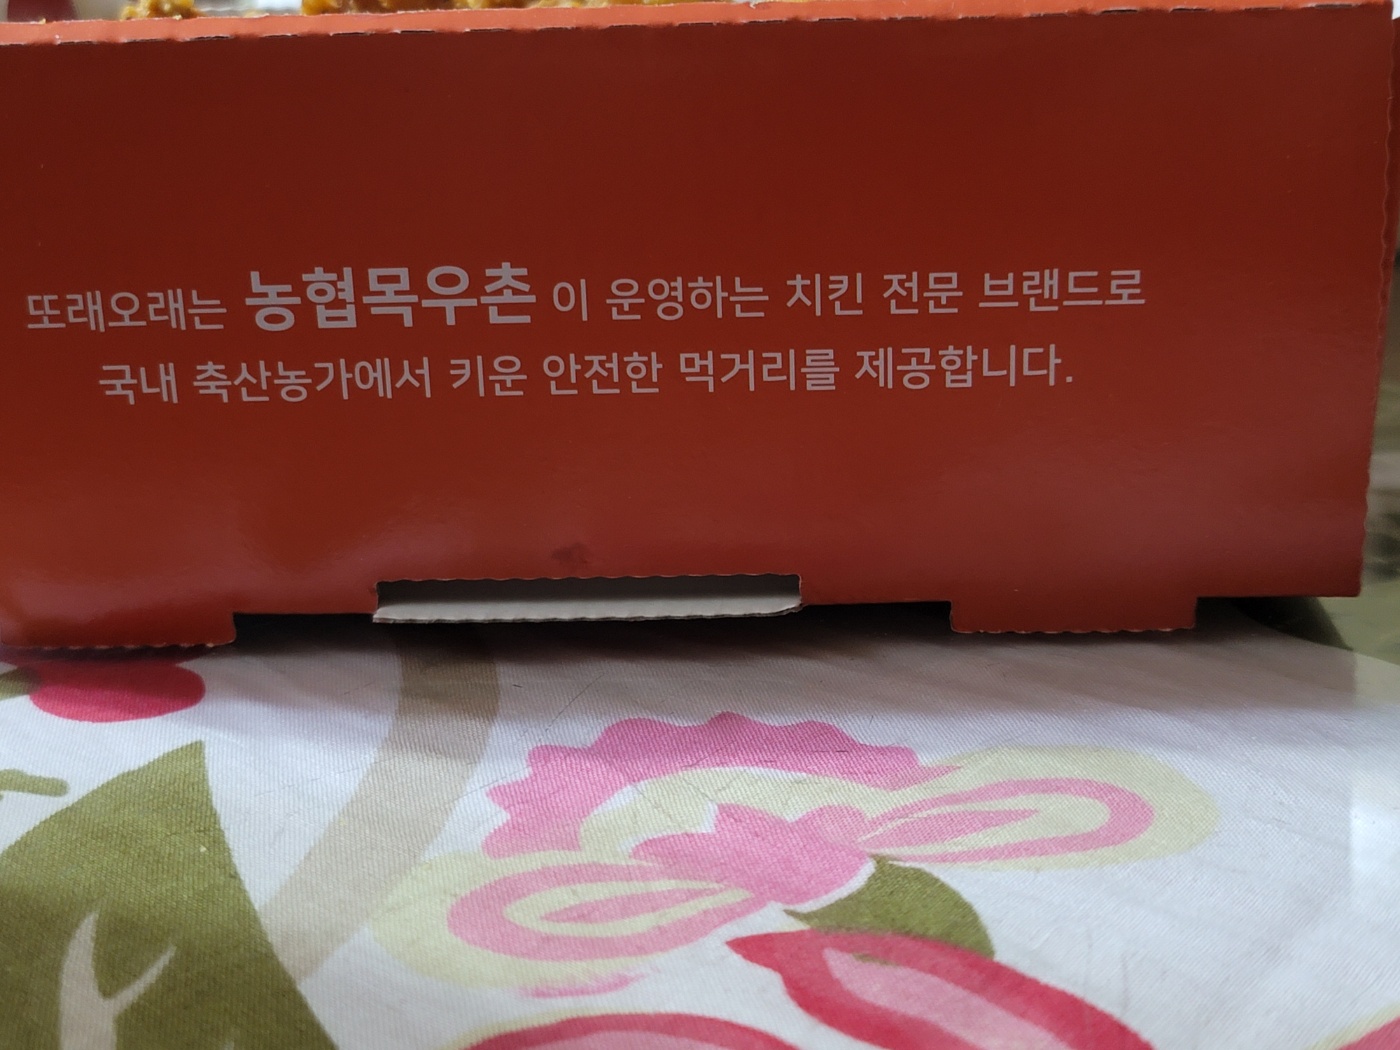 또래오래는 농협목우촌 이 운영하는 치킨 전문 브랜드로
국내 축산농가에서 키운 안전한 먹거리를 제공합니다.